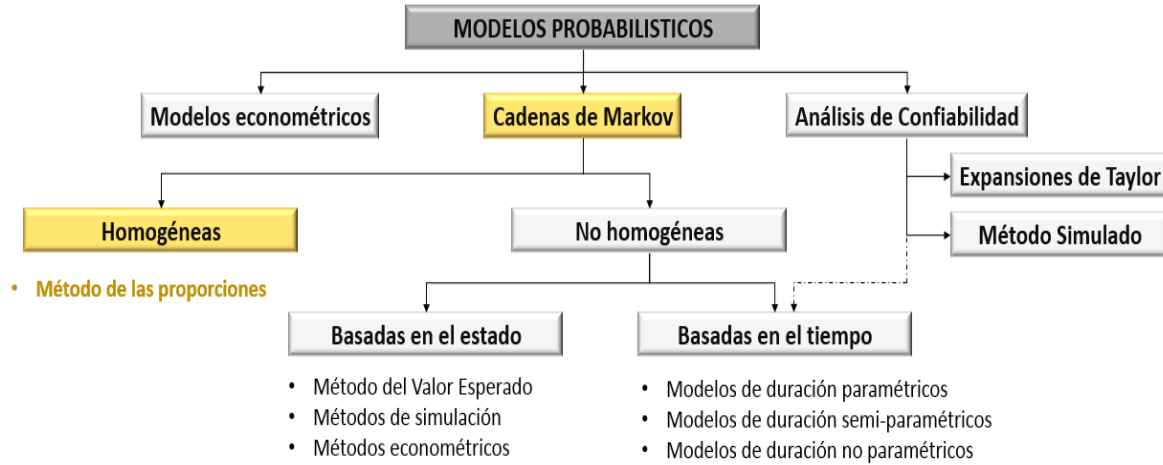 MODELOS PROBABILISTICOS
Modelos econométricos
Cadenas de Markov
Análisis de Confiabilidad
Expansiones de Taylor
Método Simulado
Homogéneas
No homogéneas
• Método de las proporciones
Basadas en el estado
Basadas en el tiempo
• Método del Valor Esperado
• Métodos de simulación
• Métodos econométricos
• Modelos de duración paramétricos
• Modelos de duración semi-paramétricos
• Modelos de duración no paramétricos